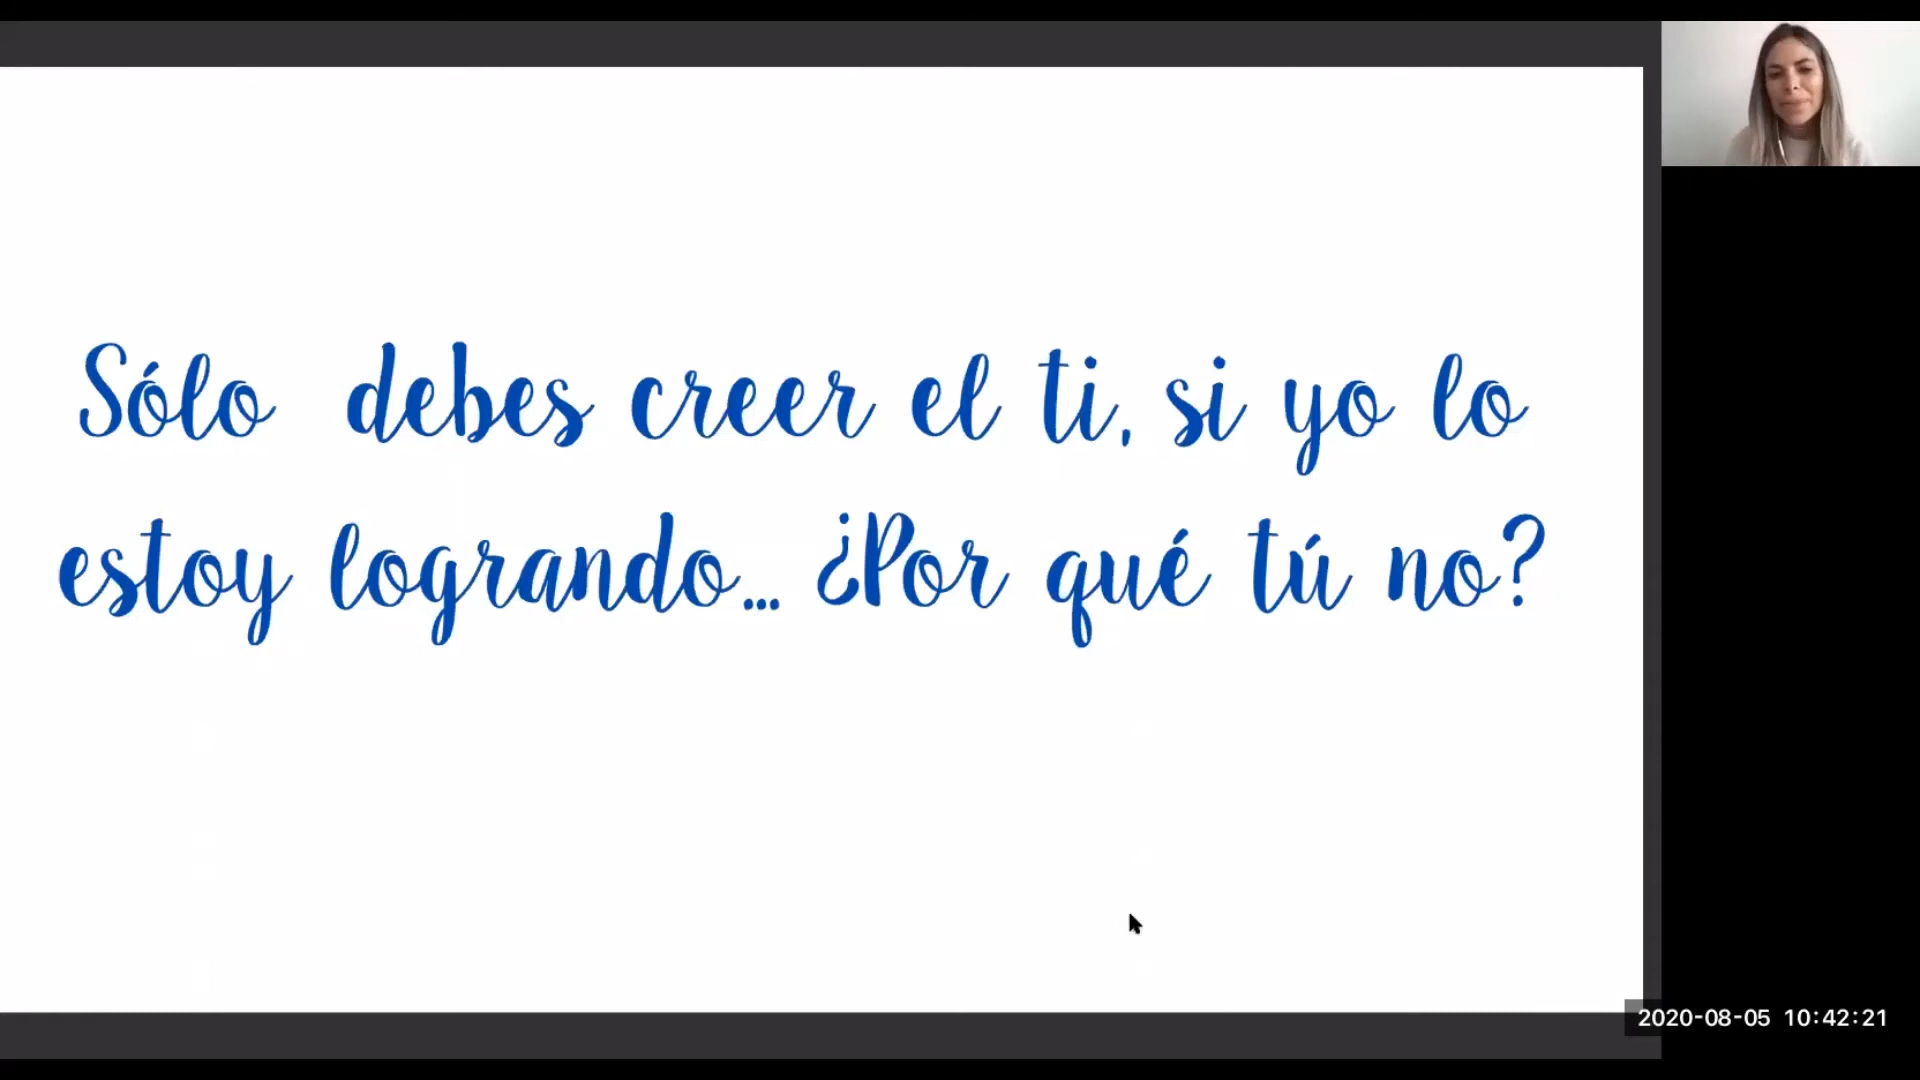 Sólo debes creer el ti, si yo lo
estoy logrando... ¿Por qué tú no?
2020-08-05 10:42:21